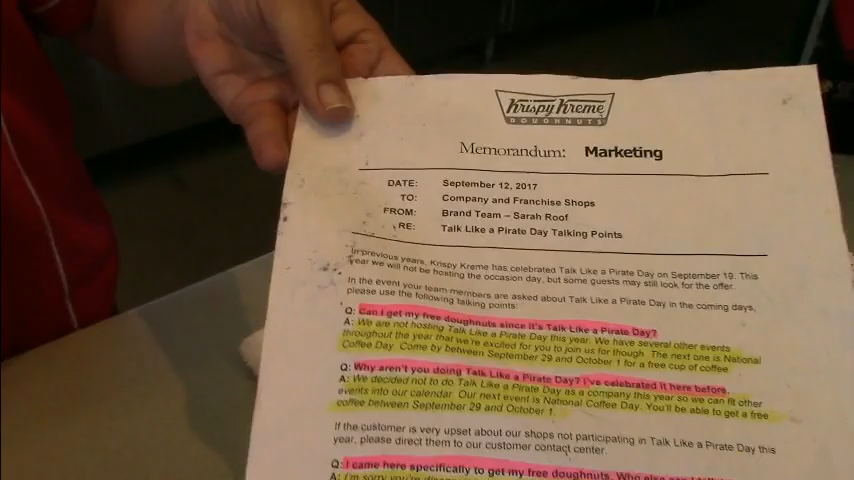 Krispy Kreme
DOUGHNUTS
Memorandum: Marketing
DATE: September 12, 2017
TO: Company and Franchise Shops
FROM: Brand Team – Sarah Roof
RE: Talk Like a Pirate Day Talking Points
In previous years, Krispy Kreme has celebrated Talk Like a Pirate Day on September 19. This
year we will not be hosting the occasion day, but some guests may still look for the offer.
In the event your team members are asked about Talk Like a Pirate Day in the coming days,
please use the following talking points:
Q: Can I get my free doughnuts since it's Talk Like a Pirate Day?
A: We are not hosting Talk Like a Pirate Day this year. We have several other events
throughout the year that we're excited for you to join us for though. The next one is National
Coffee Day. Come by between September 29 and October 1 for a free cup of coffee
Q: Why aren't you doing Talk Like a Pirate Day? I've celebrated it here before.
A: We decided not to do Talk Like a Pirate Day as a company this year so we can fit other
events into our calendar. Our next event is National Coffee Day. You'll be able to get a free
coffee between September 29 and October 1.
If the customer is very upset about our shops not participating in Talk Like a Pirate Day this
year, please direct them to our customer contact center.
Q: I came here specifically to get my free doughnuts. Who else can I talk
A: I'm sorry you're